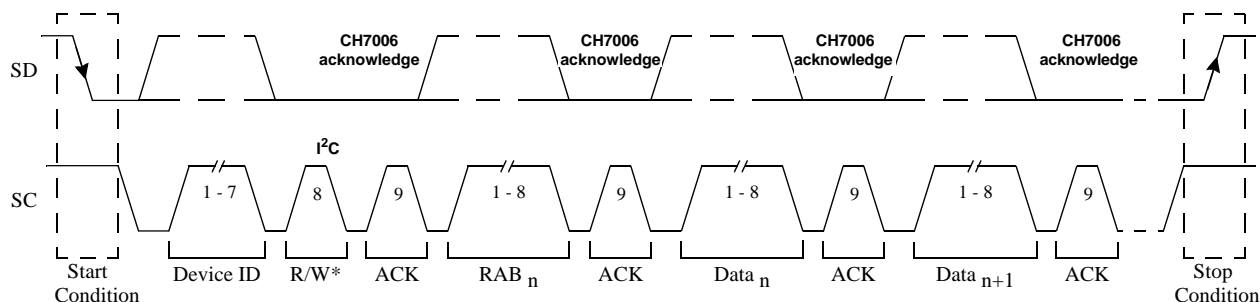 CH7006
acknowledge
CH7006
acknowledge
CH7006
acknowledge
CH7006
acknowledge
SD
I²C
SC
1 - 7
8
9
1 - 8
9
1 - 8
9
1 - 8
9
Start
Condition
Device ID
R/W*
ACK
RAB n
ACK
Data n
ACK
Data n+1
ACK
Stop
Condition